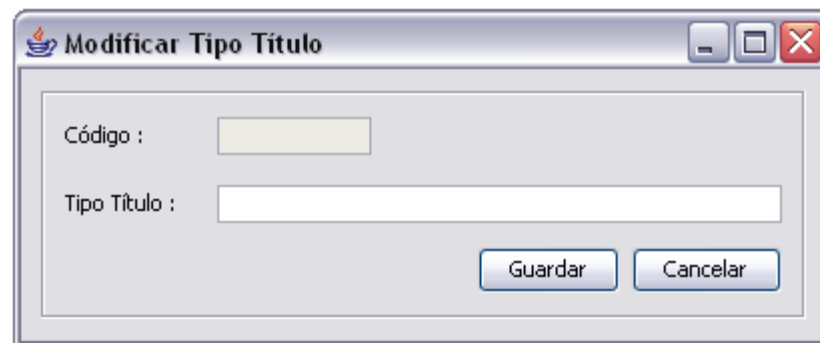 Modificar Tipo Título
Código :
Tipo Título :
Guardar Cancelar